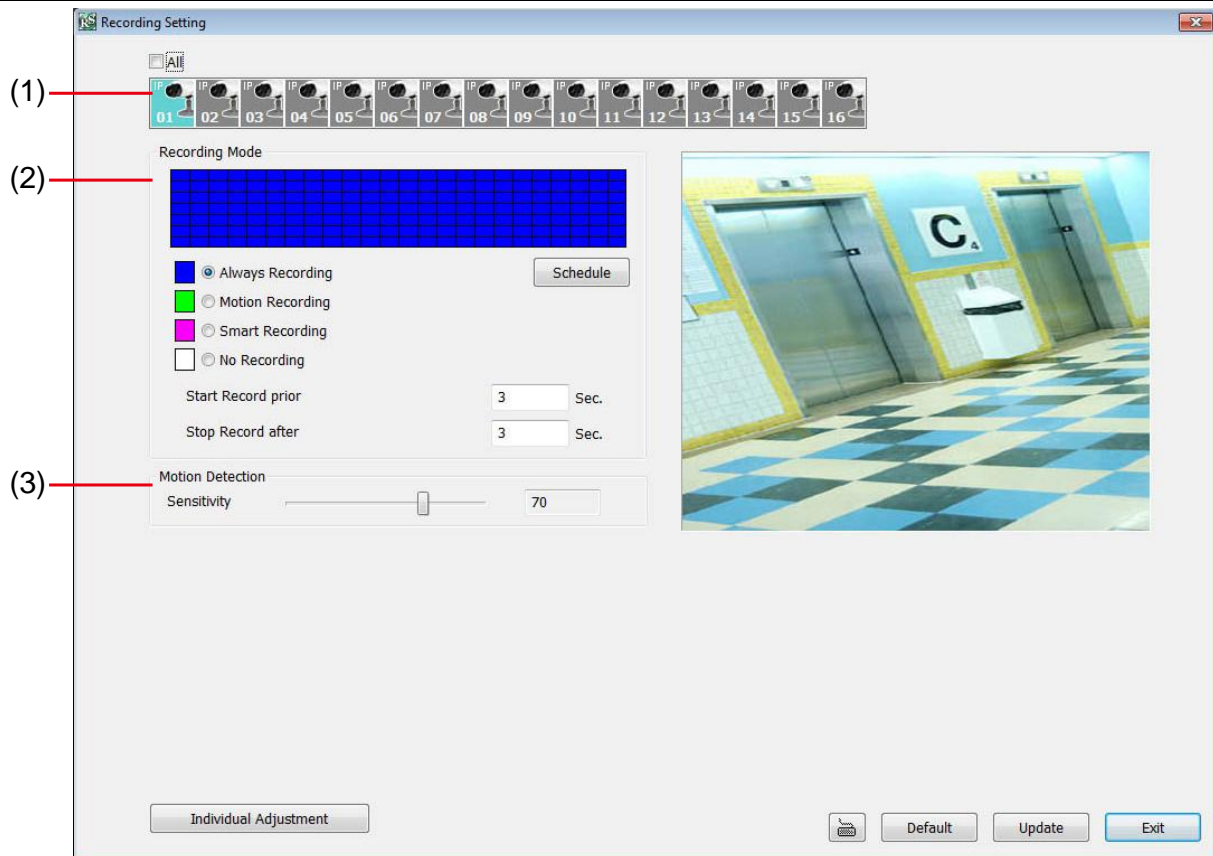 Recording Setting
All
(1)
IP IP IP IP IP IP IP IP IP IP IP IP IP IP IP IP
01 02 03 04 05 06 07 08 09 10 11 12 13 14 15 16
Recording Mode
(2)
Always Recording Schedule
Motion Recording
Smart Recording
No Recording
Start Record prior 3 Sec.
Stop Record after 3 Sec.
C 4
(3)
Motion Detection
Sensitivity 70
Individual Adjustment Default Update Exit